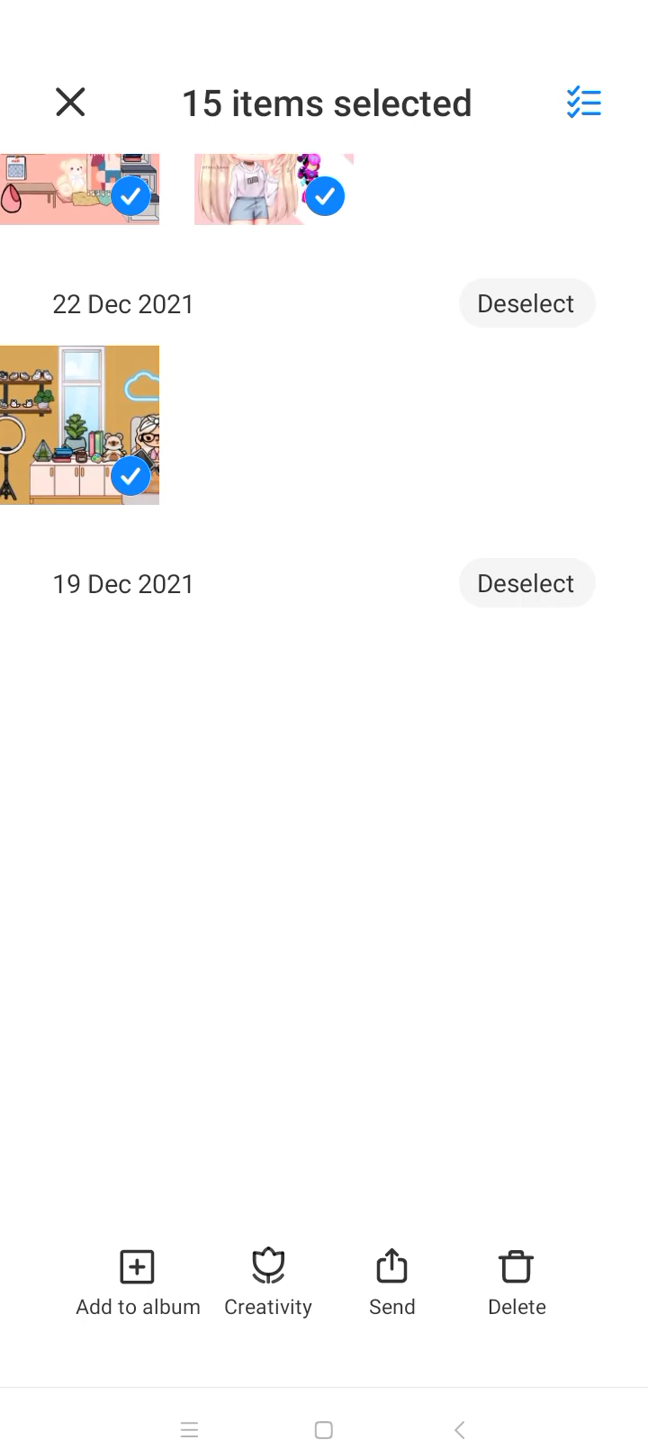 15 items selected
22 Dec 2021
Deselect
19 Dec 2021
Deselect
Add to album
Creativity
Send
Delete